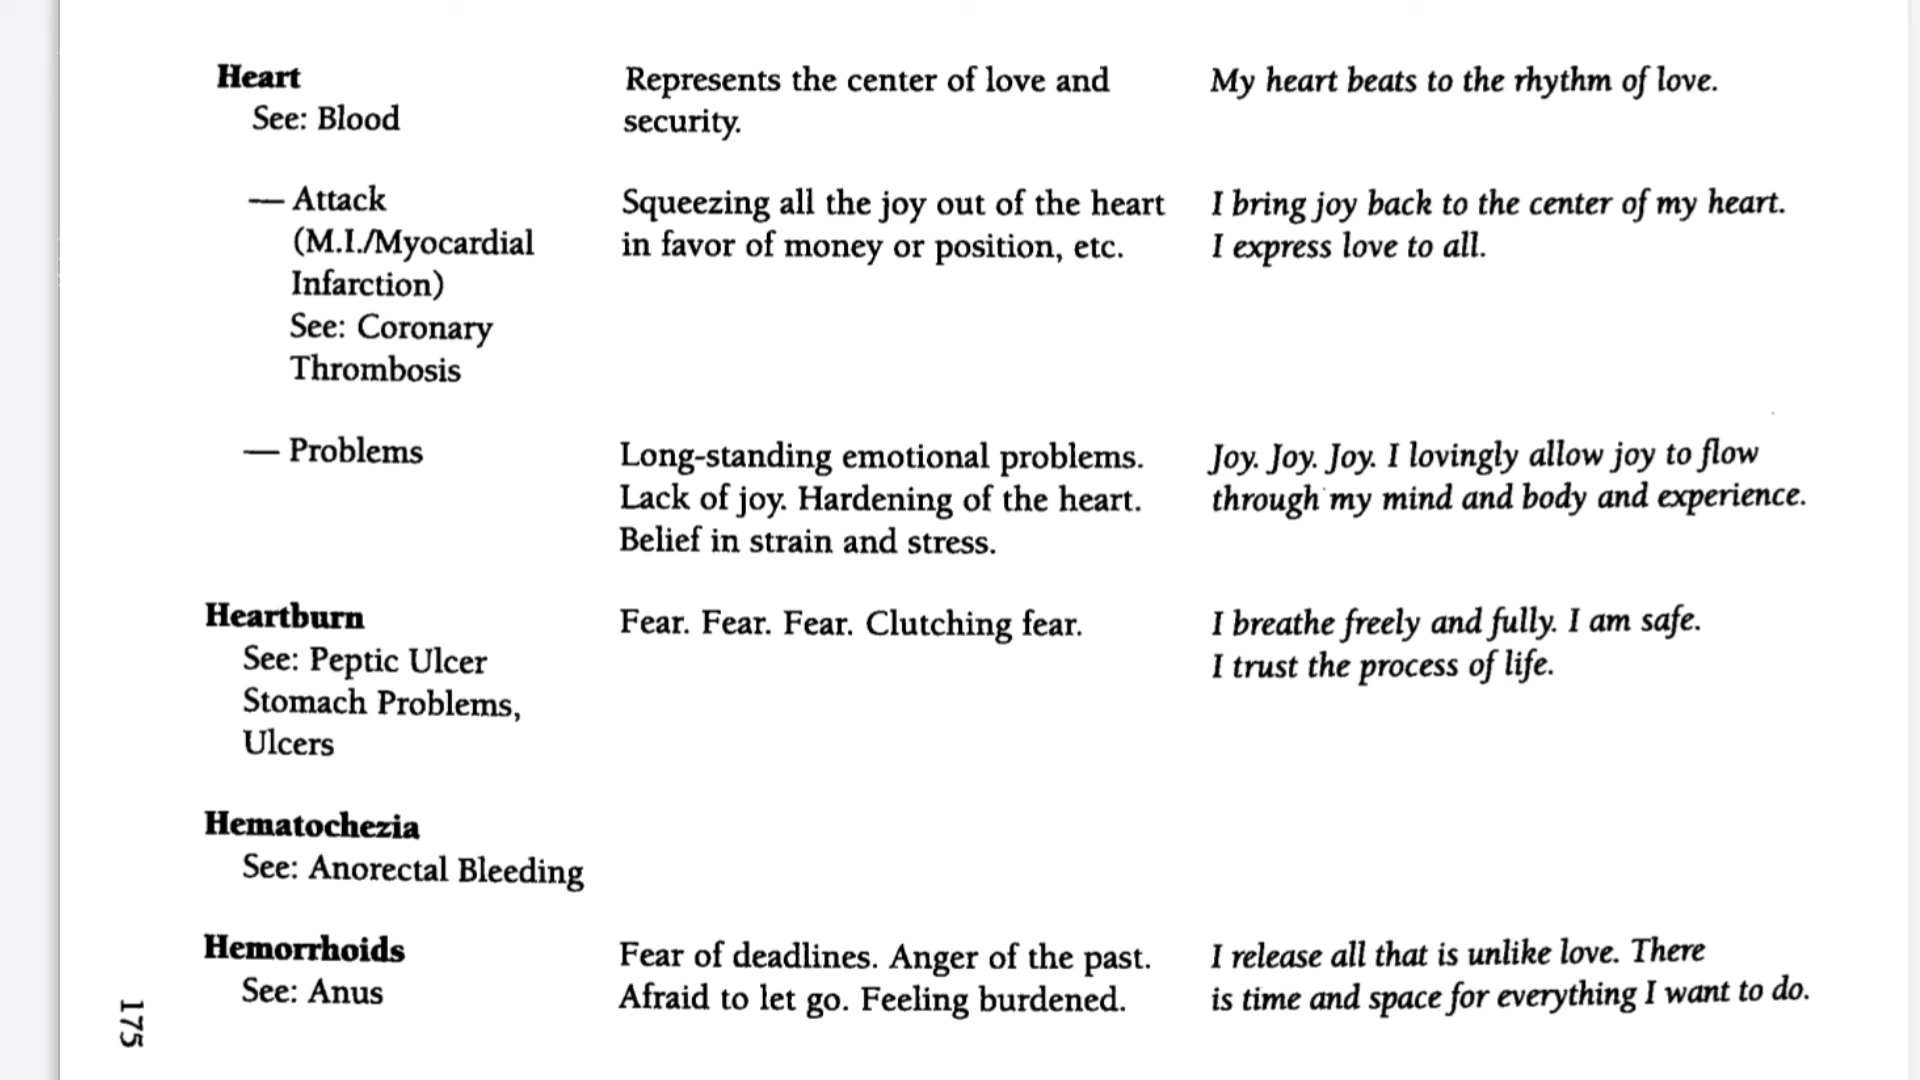 Heart
See: Blood
Represents the center of love and
security.
My heart beats to the rhythm of love.
— Attack
(M.I./Myocardial
Infarction)
See: Coronary
Thrombosis
Squeezing all the joy out of the heart
in favor of money or position, etc.
I bring joy back to the center of my heart.
I express love to all.
— Problems
Long-standing emotional problems.
Lack of joy. Hardening of the heart.
Belief in strain and stress.
Joy. Joy. Joy. I lovingly allow joy to flow
through my mind and body and experience.
Heartburn
See: Peptic Ulcer
Stomach Problems,
Ulcers
Fear. Fear. Fear. Clutching fear.
I breathe freely and fully. I am safe.
I trust the process of life.
Hematochezia
See: Anorectal Bleeding
Hemorrhoids
See: Anus
Fear of deadlines. Anger of the past.
Afraid to let go. Feeling burdened.
I release all that is unlike love. There
is time and space for everything I want to do.
175